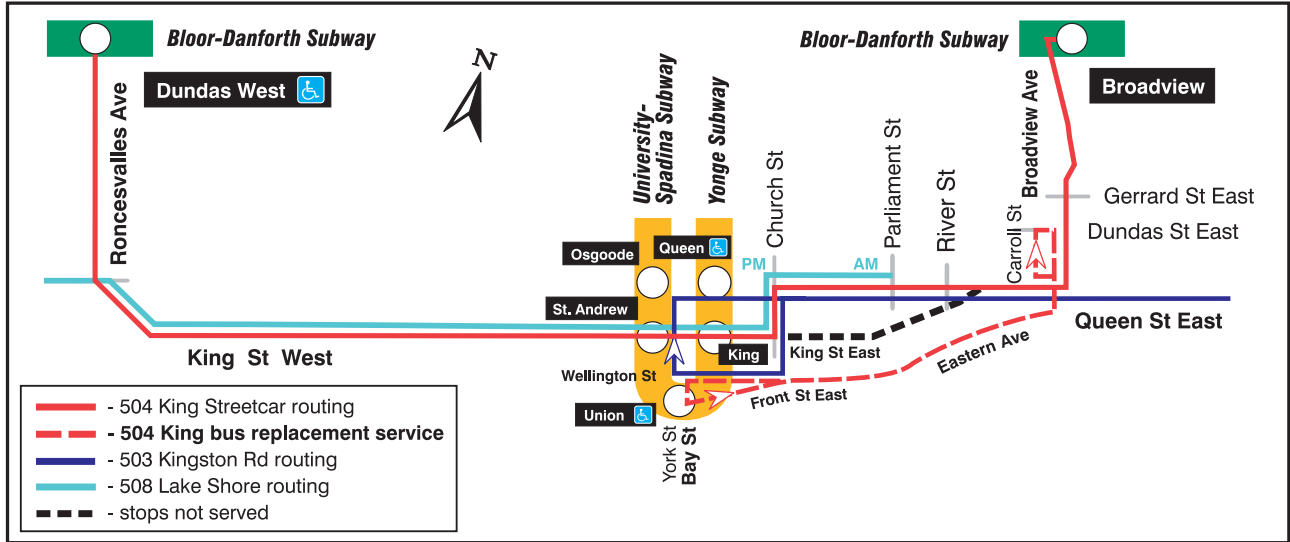 Bloor-Danforth Subway
Bloor-Danforth Subway
Dundas West
N
Broadview
Roncesvalles Ave
University-
Spadina Subway
Yonge Subway
Church St
Parliament St
River St
Carroll St
Broadview Ave
Gerrard St East
Dundas St East
Osgoode
Queen
PM
AM
St. Andrew
King
King St West
King St East
Queen St East
Eastern Ave
Wellington St
Front St East
Union
York St
Bay St
- 504 King Streetcar routing
- 504 King bus replacement service
- 503 Kingston Rd routing
- 508 Lake Shore routing
- stops not served